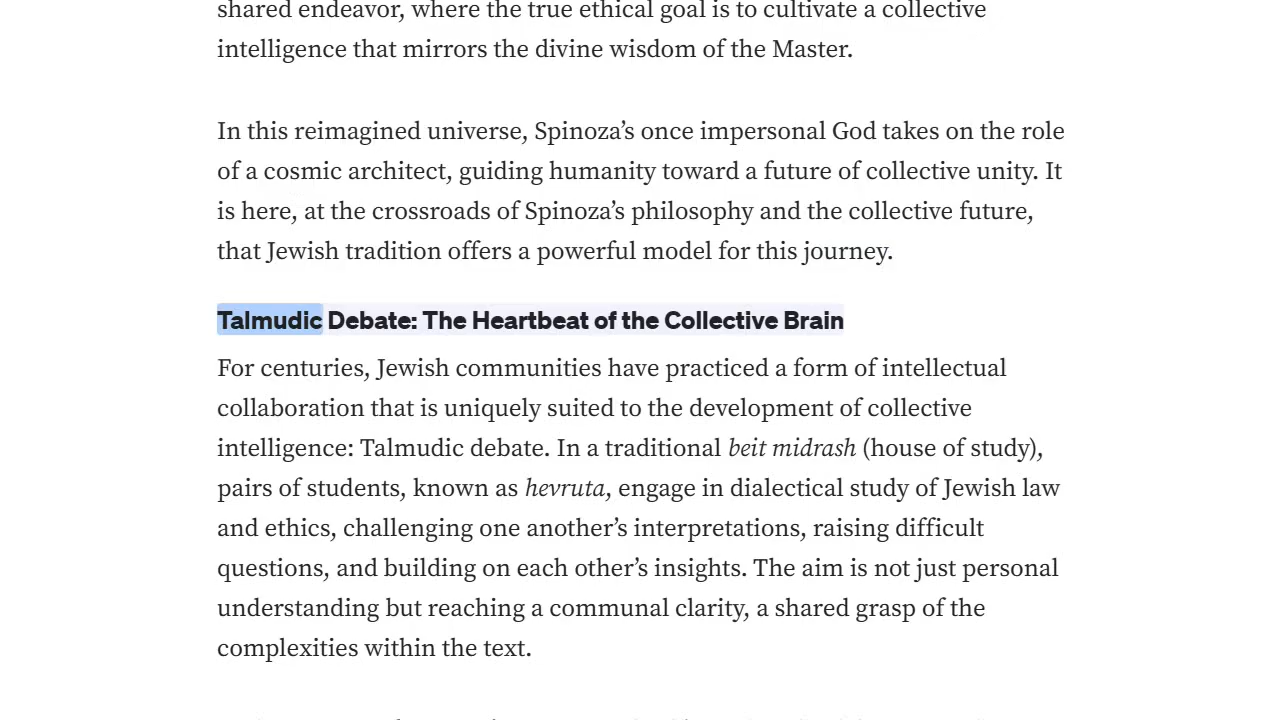 shared endeavor, where the true ethical goal is to cultivate a collective
intelligence that mirrors the divine wisdom of the Master.
In this reimagined universe, Spinoza’s once impersonal God takes on the role
of a cosmic architect, guiding humanity toward a future of collective unity. It
is here, at the crossroads of Spinoza’s philosophy and the collective future,
that Jewish tradition offers a powerful model for this journey.
Talmudic Debate: The Heartbeat of the Collective Brain
For centuries, Jewish communities have practiced a form of intellectual
collaboration that is uniquely suited to the development of collective
intelligence: Talmudic debate. In a traditional beit midrash (house of study),
pairs of students, known as hevruta, engage in dialectical study of Jewish law
and ethics, challenging one another’s interpretations, raising difficult
questions, and building on each other’s insights. The aim is not just personal
understanding but reaching a communal clarity, a shared grasp of the
complexities within the text.